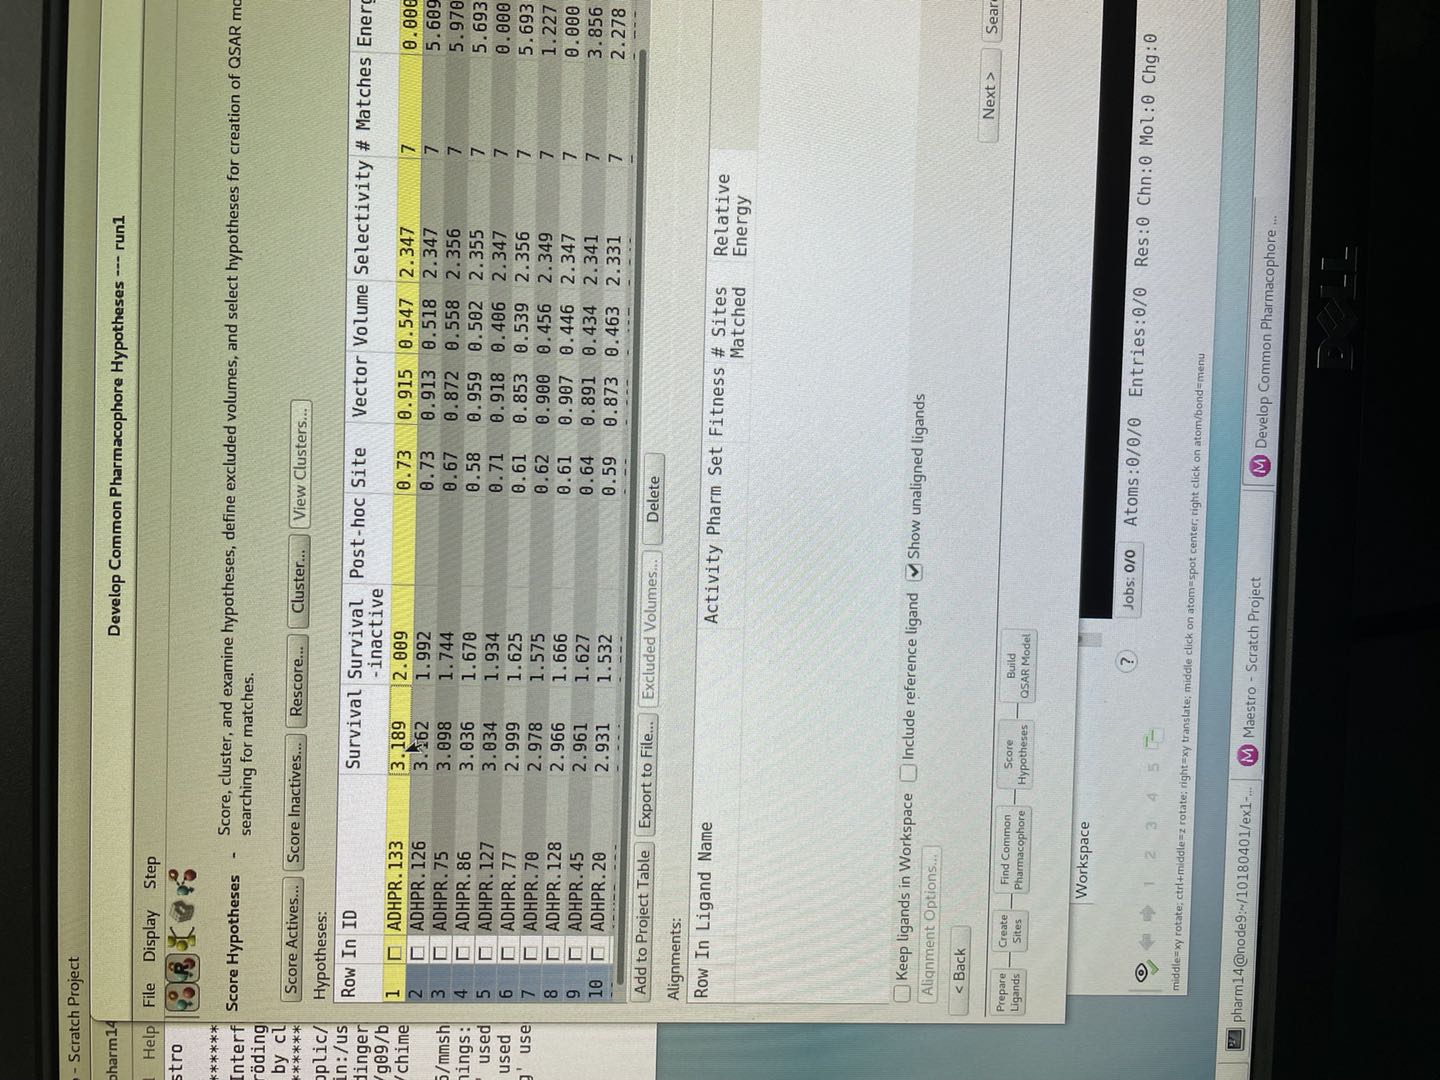 - Scratch Project
pharm14
Develop Common Pharmacophore Hypotheses --- run1
Help
File Display Step
stro
******
Interf
röding
by cl
******
pplic/
in:/us
dinger
/g09/b
/chime
5/mmsh
nings:
' used
used
g' use
Score Hypotheses - Score, cluster, and examine hypotheses, define excluded volumes, and select hypotheses for creation of QSAR mo
searching for matches.
Score Actives... Score Inactives... Rescore... Cluster... View Clusters...
Hypotheses:
Row In ID Survival Survival -inactive Post-hoc Site Vector Volume Selectivity # Matches Energ
1 ADHPR.133 3.189 2.009 0.73 0.915 0.547 2.347 7 0.000
2 ADHPR.126 3.162 1.992 0.73 0.913 0.518 2.347 7 5.609
3 ADHPR.75 3.098 1.744 0.67 0.872 0.558 2.356 7 5.970
4 ADHPR.86 3.036 1.670 0.58 0.959 0.502 2.355 7 5.693
5 ADHPR.127 3.034 1.934 0.71 0.918 0.406 2.347 7 0.000
6 ADHPR.77 2.999 1.625 0.61 0.853 0.539 2.356 7 5.693
7 ADHPR.70 2.978 1.575 0.62 0.900 0.456 2.349 7 1.227
8 ADHPR.128 2.966 1.666 0.61 0.907 0.446 2.347 7 0.000
9 ADHPR.45 2.961 1.627 0.64 0.891 0.434 2.341 7 3.856
10 ADHPR.20 2.931 1.532 0.59 0.873 0.463 2.331 7 2.278
Add to Project Table Export to File... Excluded Volumes... Delete
Alignments:
Row In Ligand Name Activity Pharm Set Fitness # Sites Matched Relative Energy
Keep ligands in Workspace Include reference ligand Show unaligned ligands
Alignment Options...
< Back
Next > Sear
Prepare Ligands Create Sites Find Common Pharmacophore Score Hypotheses Build QSAR Model
Workspace
? Jobs: 0/0 Atoms:0/0/0 Entries:0/0 Res:0 Chn:0 Mol:0 Chg:0
1 2 3 4 5
middle=xy rotate; ctrl+middle=z rotate; right=xy translate; middle click on atom=spot center; right click on atom/bond=menu
pharm14@node9:~/10180401/ex1-... M Maestro - Scratch Project M Develop Common Pharmacophore ...
DELL